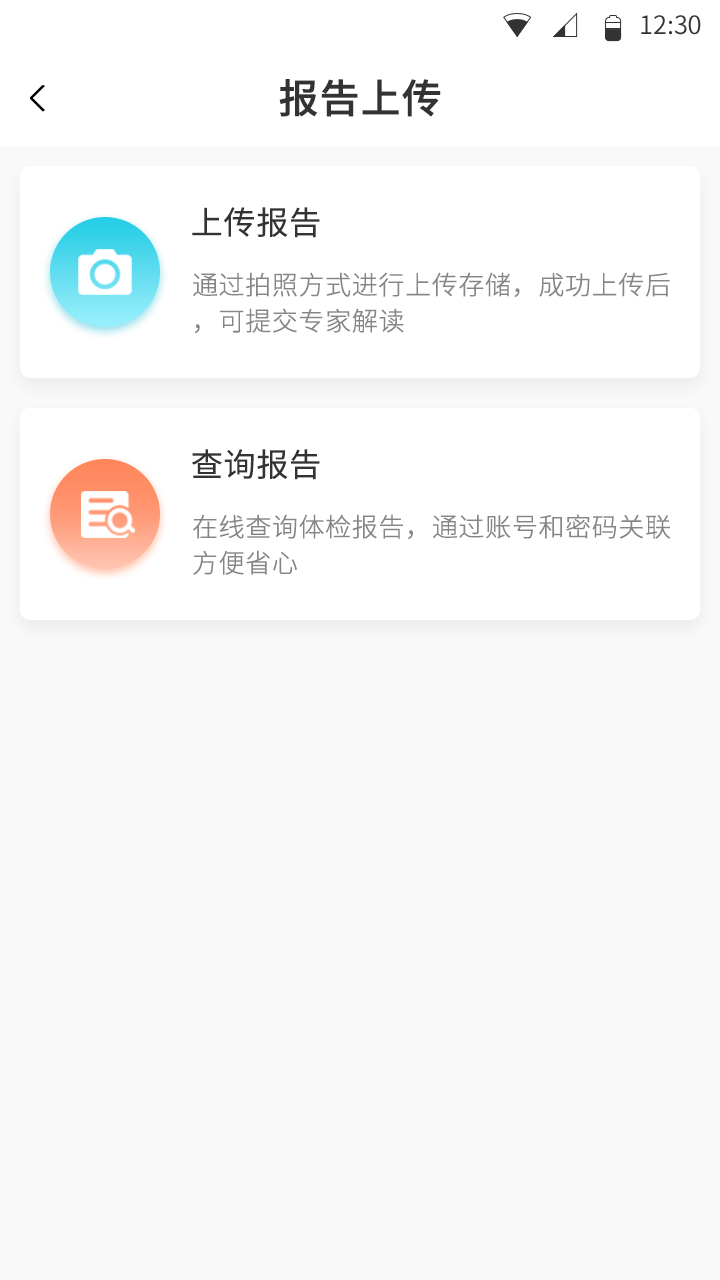 12:30
报告上传
上传报告
通过拍照方式进行上传存储，成功上传后
，可提交专家解读
查询报告
在线查询体检报告，通过账号和密码关联
方便省心